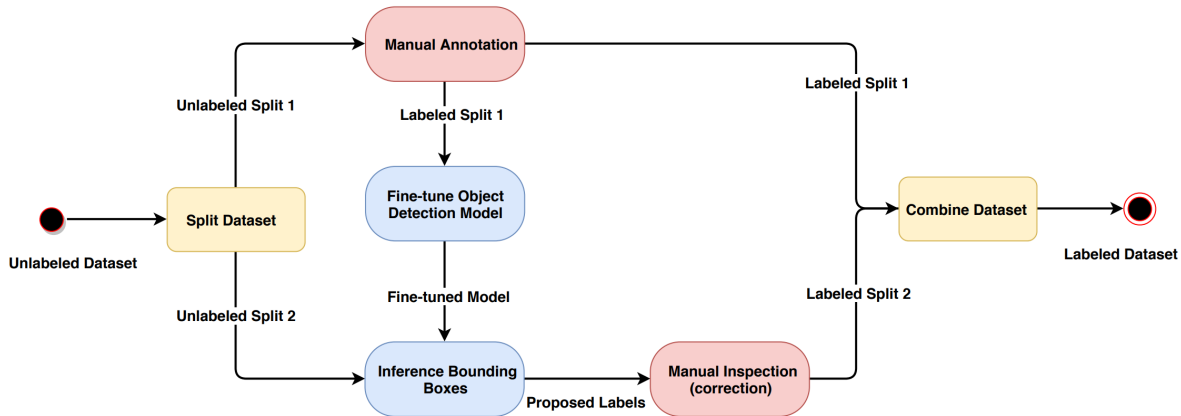 Manual Annotation
Unlabeled Split 1
Labeled Split 1
Labeled Split 1
Split Dataset
Fine-tune Object
Detection Model
Combine Dataset
Unlabeled Dataset
Labeled Dataset
Fine-tuned Model
Labeled Split 2
Unlabeled Split 2
Inference Bounding
Boxes
Proposed Labels
Manual Inspection
(correction)